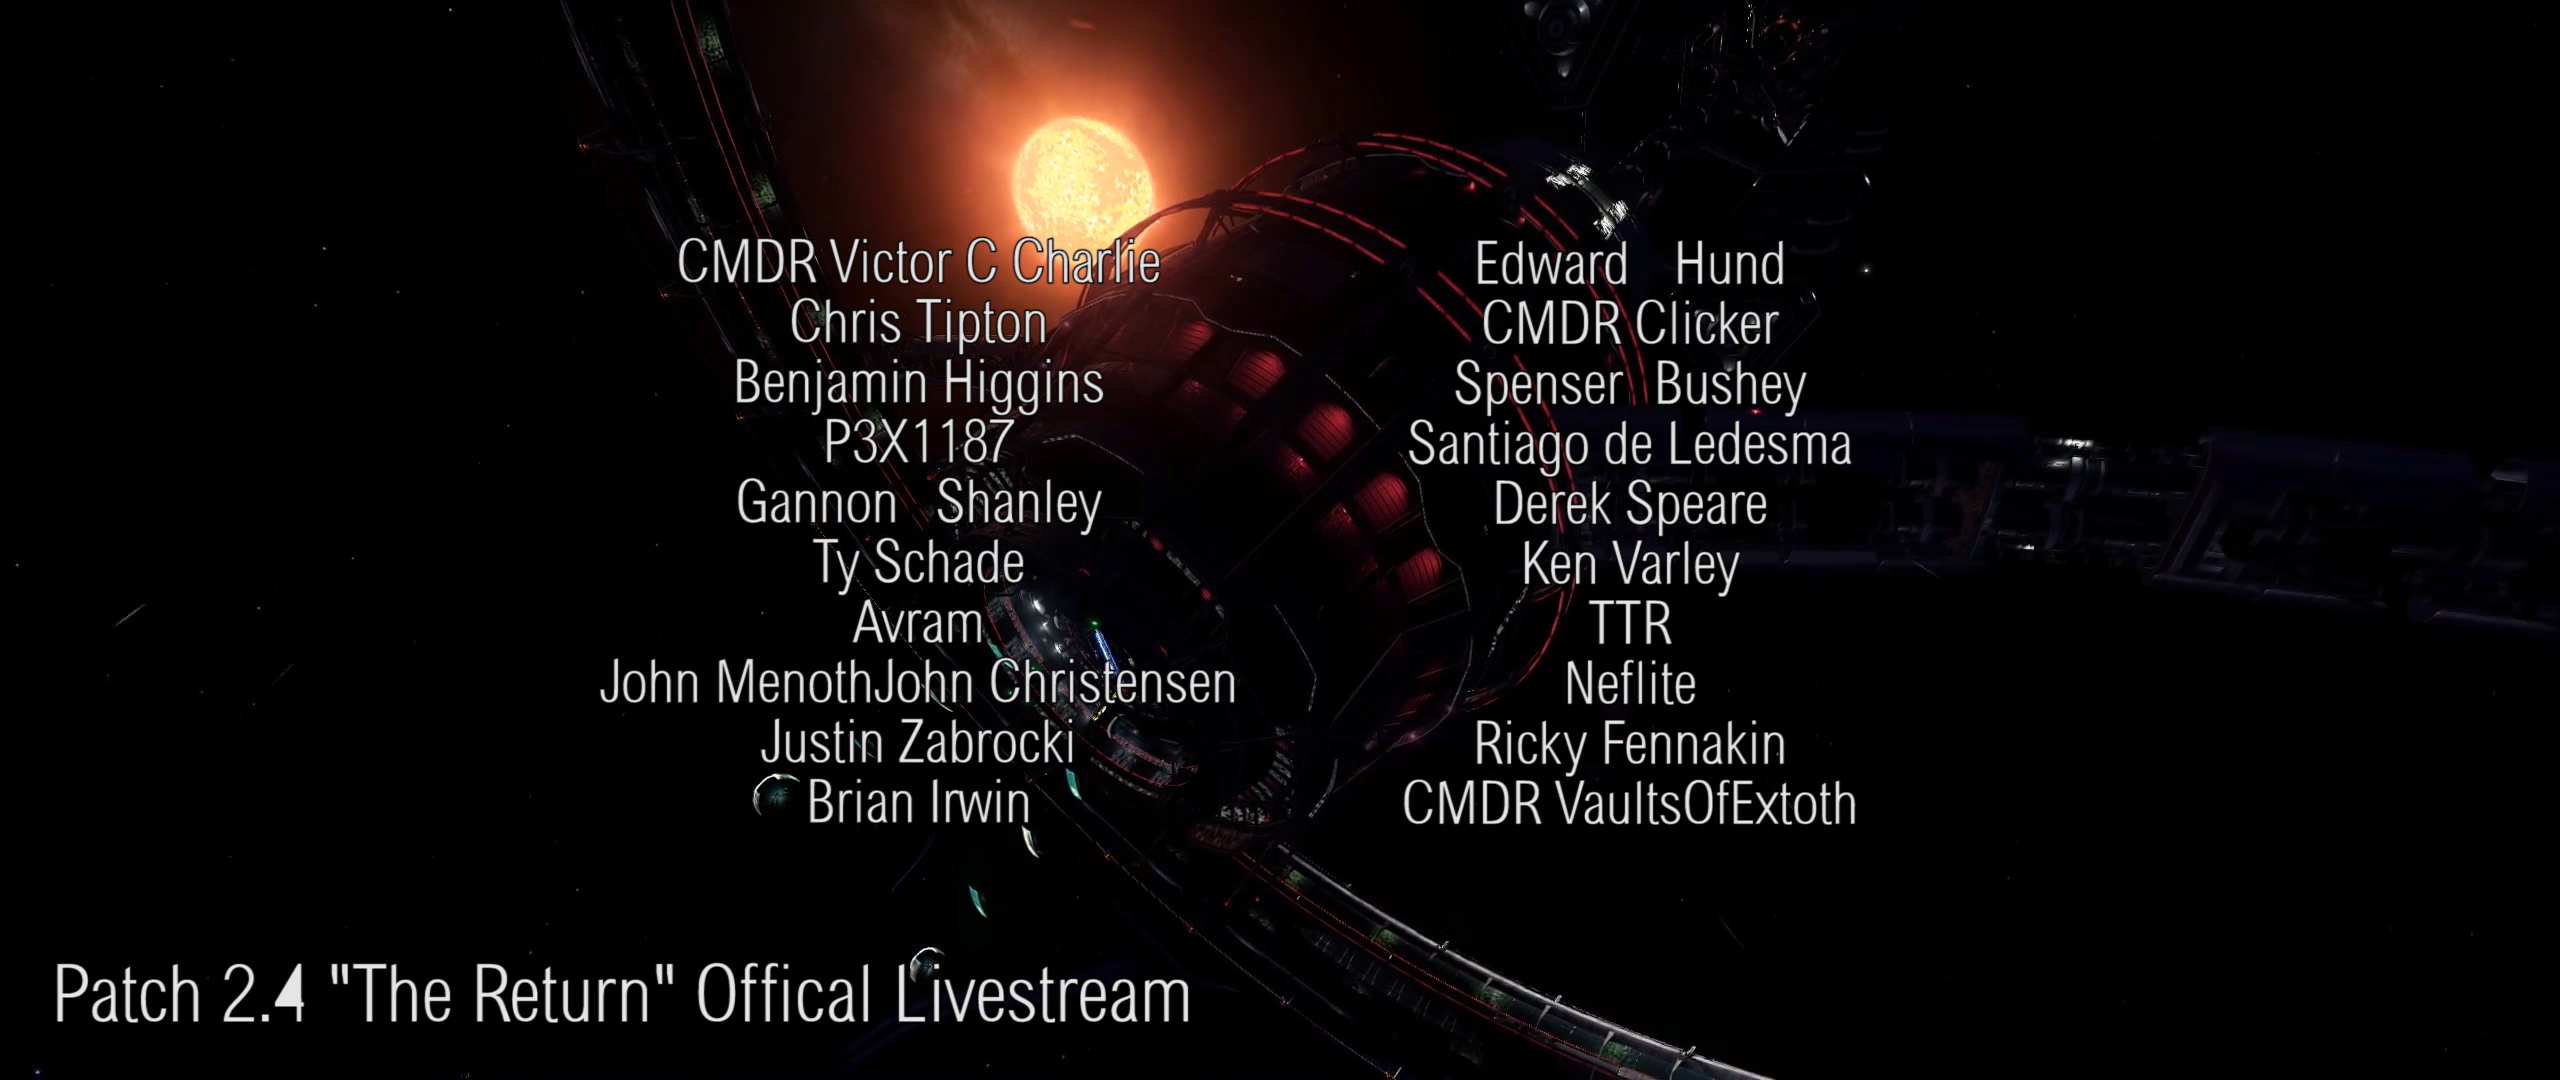 CMDR Victor C Charlie
Chris Tipton
Benjamin Higgins
P3X1187
Gannon Shanley
Ty Schade
Avram
John MenothJohn Christensen
Justin Zabrocki
Brian Irwin
Edward Hund
CMDR Clicker
Spenser Bushey
Santiago de Ledesma
Derek Speare
Ken Varley
TTR
Neflite
Ricky Fennakin
CMDR VaultsOfExtoth
Patch 2.4 "The Return" Offical Livestream